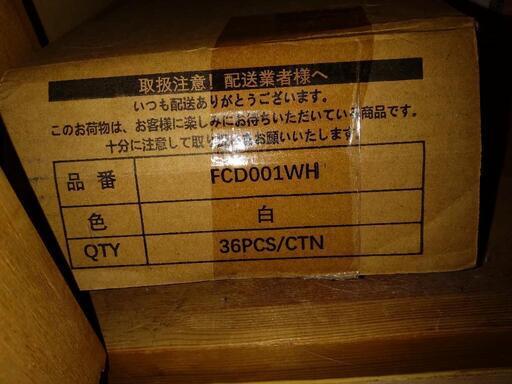 取扱注意! 配送業者様へ
いつも配送ありがとうございます。
このお荷物は、お客様に楽しみにお待ちいただいている商品です。
十分に注意して取り扱いをお願いいたします。
品番 FCD001WH
色 白
QTY 36PCS/CTN